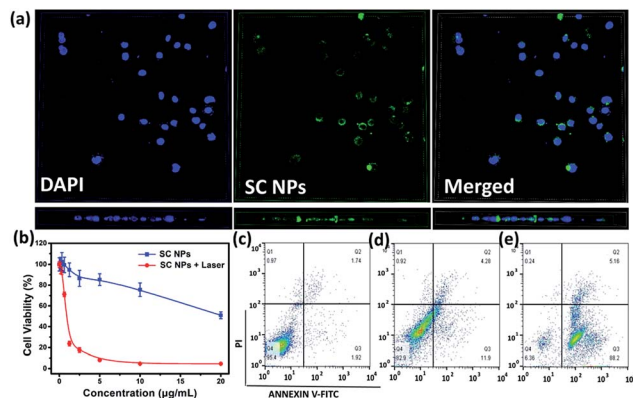 (a)
DAPI
SC NPs
Merged
(b)
120
100
80
60
40
20
0
0
5
10
15
20
Cell Viability (%)
Concentration (µg/mL)
SC NPs
SC NPs + Laser
(c)
Q1
0.97
Q2
1.74
Q4
95.4
Q3
1.92
PI
ANNEXIN V-FITC
(d)
Q1
0.92
Q2
4.28
Q4
82.9
Q3
11.9
(e)
Q1
0.24
Q2
5.16
Q4
6.36
Q3
88.2